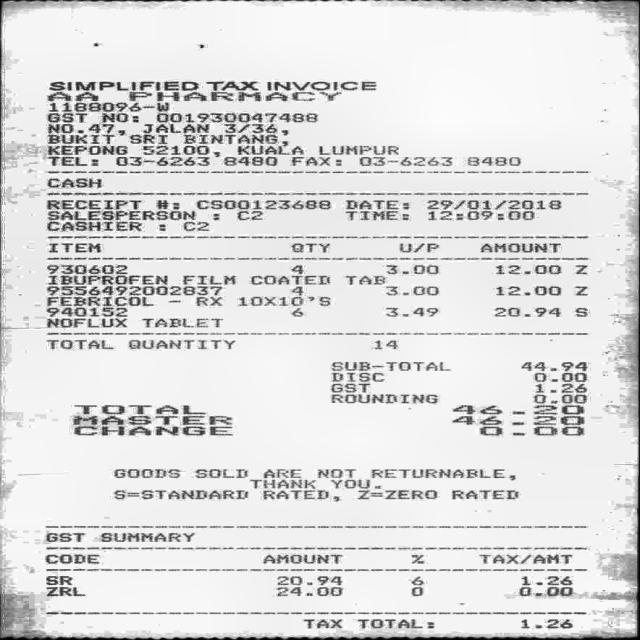 SIMPLIFIED TAX INVOICE
AA PHARMACY
1188096-W
GST NO: 001930047488
NO.47, JALAN 3/36,
BUKIT SRI BINTANG,
KEPONG 52100, KUALA LUMPUR
TEL: 03-6263 8480 FAX: 03-6263 8480
CASH
RECEIPT #: CS00123688 DATE: 29/01/2018
SALESPERSON : C2 TIME: 12:09:00
CASHIER : C2
ITEM QTY U/P AMOUNT
930602 4 3.00 12.00 Z
IBUPROFEN FILM COATED TAB
9556492002837 4 3.00 12.00 Z
FEBRICOL - RX 10X10'S
940152 6 3.49 20.94 S
NOFLUX TABLET
TOTAL QUANTITY 14
SUB-TOTAL 44.94
DISC 0.00
GST 1.26
ROUNDING 0.00
TOTAL 46.20
MASTER 46.20
CHANGE 0.00
GOODS SOLD ARE NOT RETURNABLE,
THANK YOU.
S=STANDARD RATED, Z=ZERO RATED
GST SUMMARY
CODE AMOUNT % TAX/AMT
SR 20.94 6 1.26
ZRL 24.00 0 0.00
TAX TOTAL: 1.26